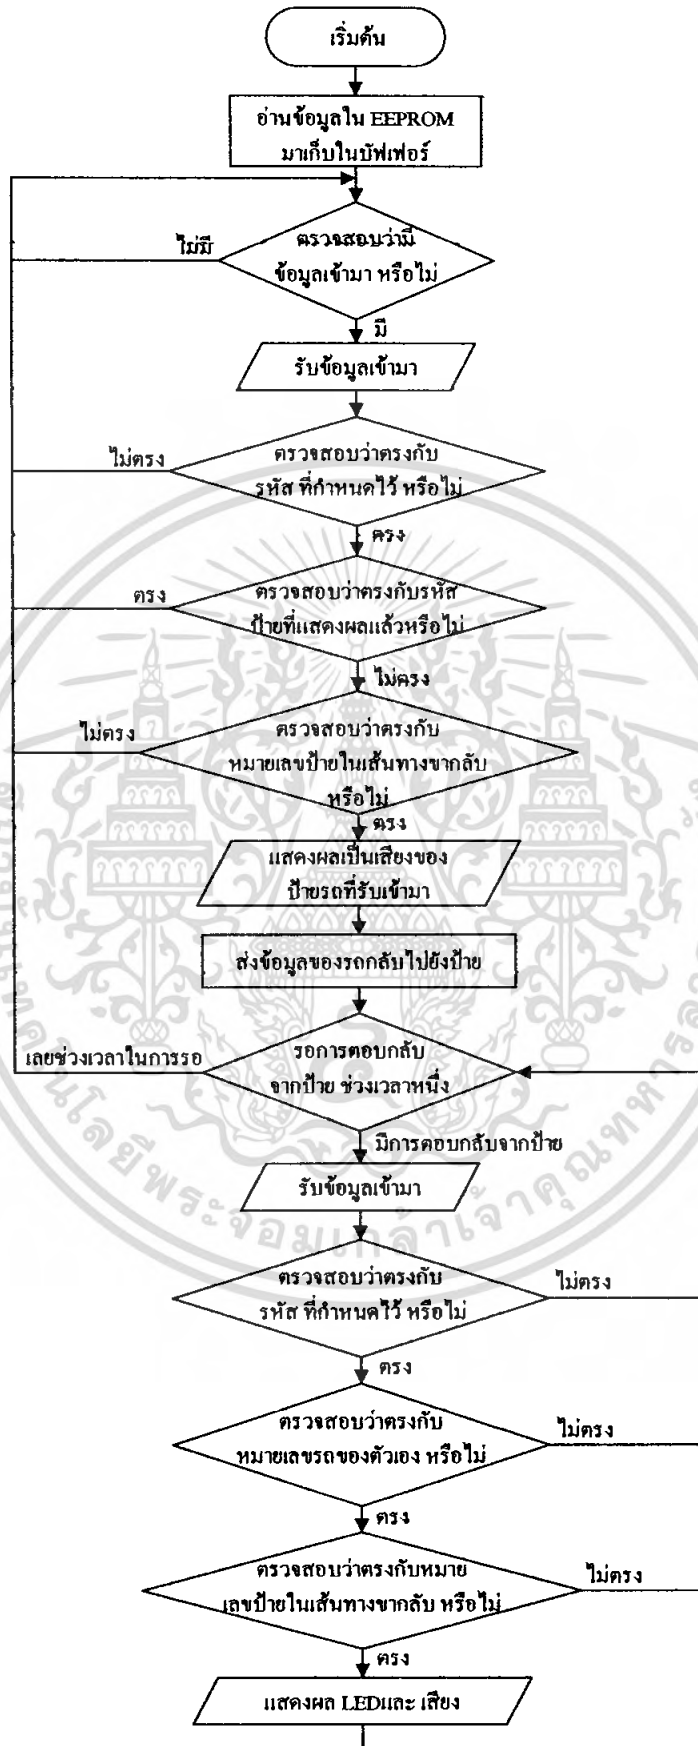 เริ่มต้น
อ่านข้อมูลใน EEPROM
มาเก็บในบัฟเฟอร์
ไม่มี
ตรวจสอบว่ามี
ข้อมูลเข้ามา หรือไม่
มี
รับข้อมูลเข้ามา
ไม่ตรง
ตรวจสอบว่าตรงกับ
รหัส ที่กำหนดไว้ หรือไม่
ตรง
ตรง
ตรวจสอบว่าตรงกับรหัส
ป้ายที่แสดงผลแล้วหรือไม่
ไม่ตรง
ไม่ตรง
ตรวจสอบว่าตรงกับ
หมายเลขป้ายในเส้นทางขากลับ
หรือไม่
ตรง
แสดงผลเป็นเสียงของ
ป้ายรถที่รับเข้ามา
ส่งข้อมูลของรถกลับไปยังป้าย
เลยช่วงเวลาในการรอ
รอการตอบกลับ
จากป้าย ช่วงเวลาหนึ่ง
มีการตอบกลับจากป้าย
รับข้อมูลเข้ามา
ตรวจสอบว่าตรงกับ
รหัส ที่กำหนดไว้ หรือไม่
ไม่ตรง
ตรง
ตรวจสอบว่าตรงกับ
หมายเลขรถของตัวเอง หรือไม่
ไม่ตรง
ตรง
ตรวจสอบว่าตรงกับหมาย
เลขป้ายในเส้นทางขากลับ หรือไม่
ไม่ตรง
ตรง
แสดงผล LEDและ เสียง
พระจอมเกล้าเจ้าคุณทหาร